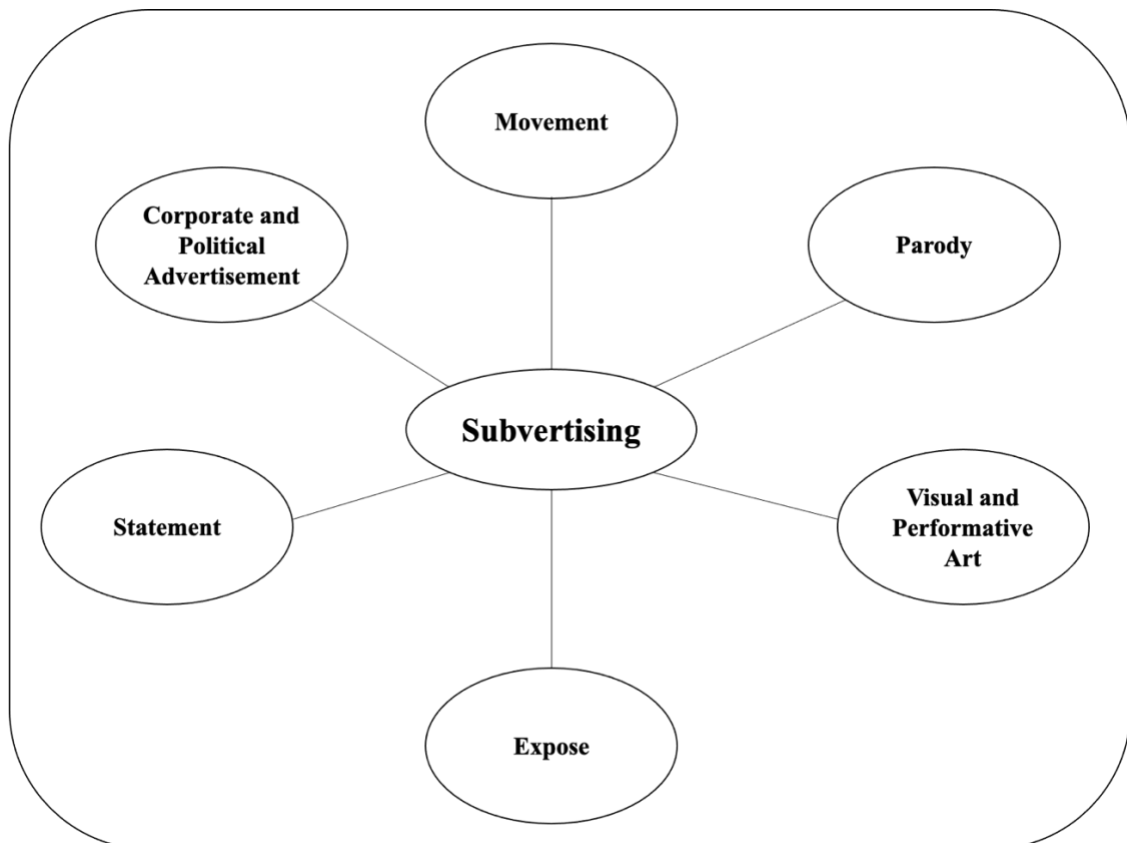 Movement
Corporate and
Political
Advertisement
Parody
Subvertising
Statement
Visual and
Performative
Art
Expose